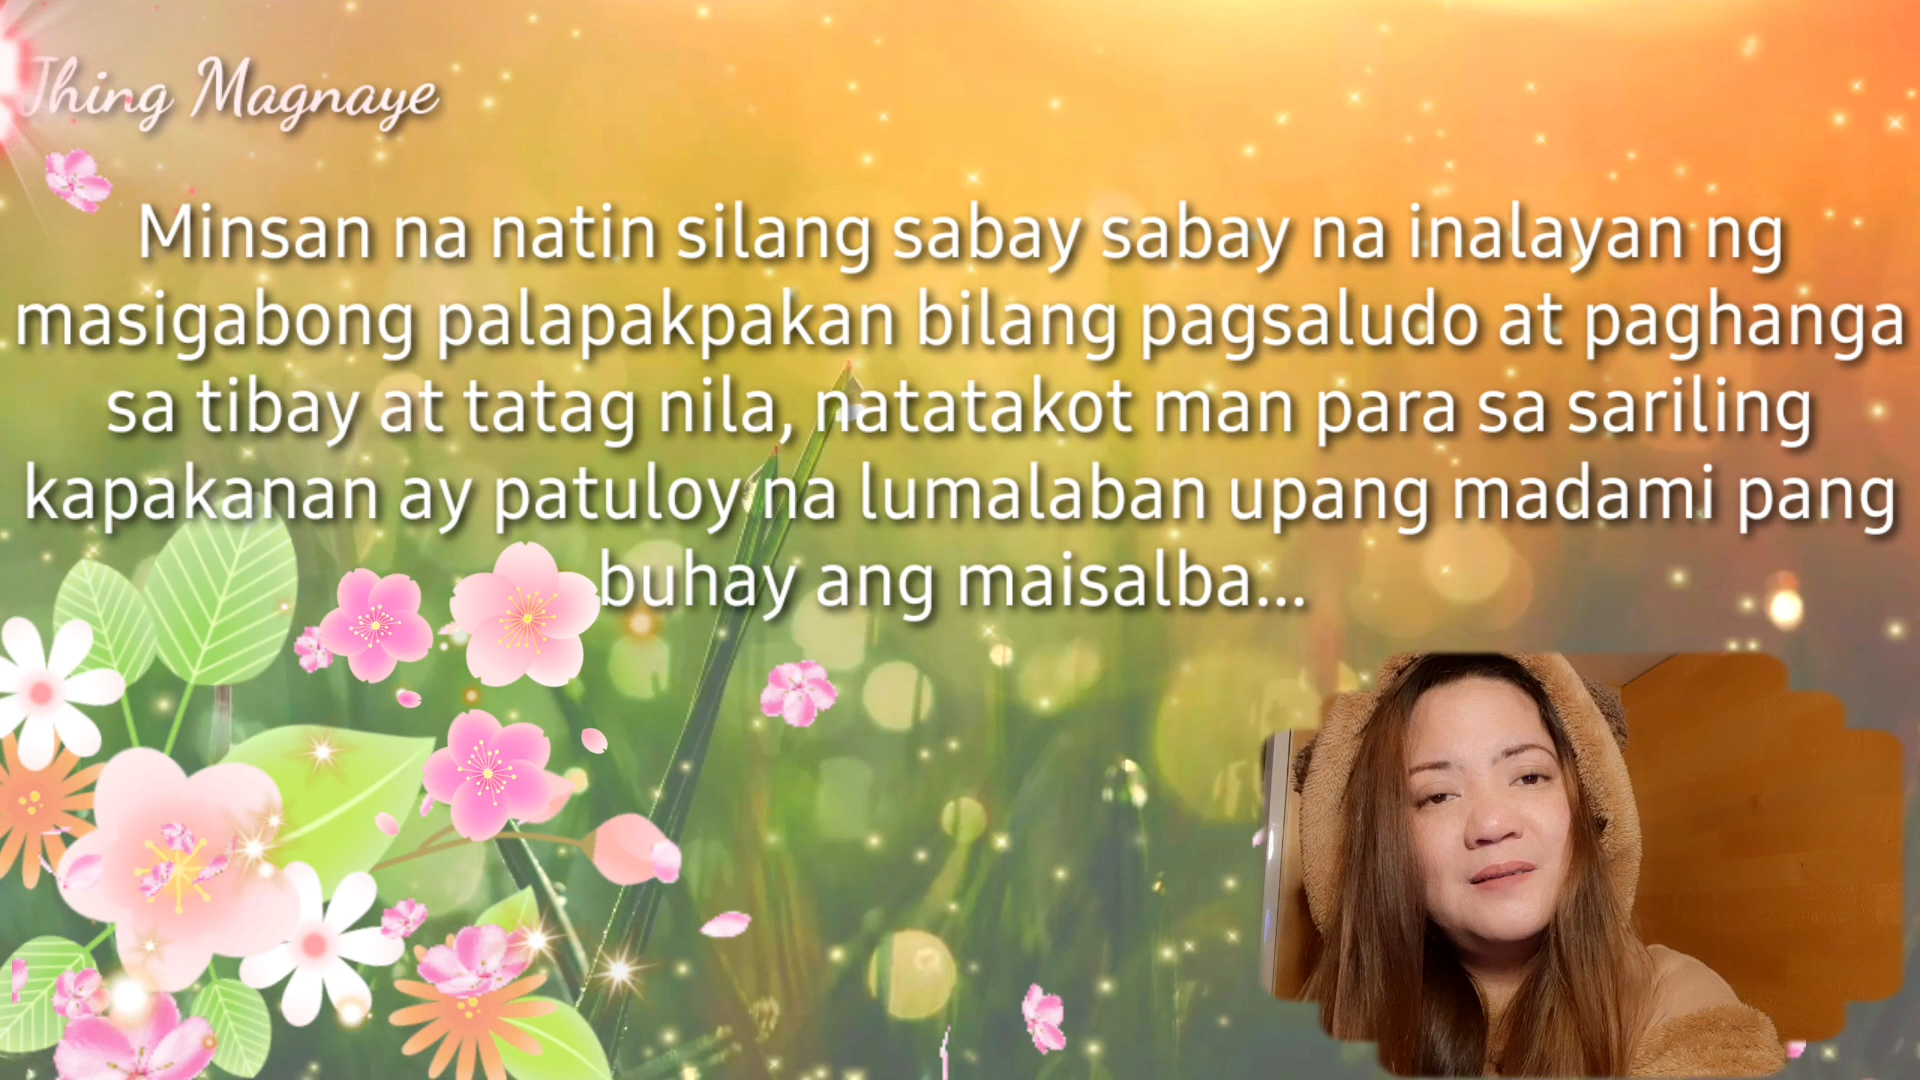 Jhing Magnaye
Minsan na natin silang sabay sabay na inalayan ng
masigabong palapakpakan bilang pagsaludo at paghanga
sa tibay at tatag nila, natatakot man para sa sariling
kapakanan ay patuloy na lumalaban upang madami pang
buhay ang maisalba...